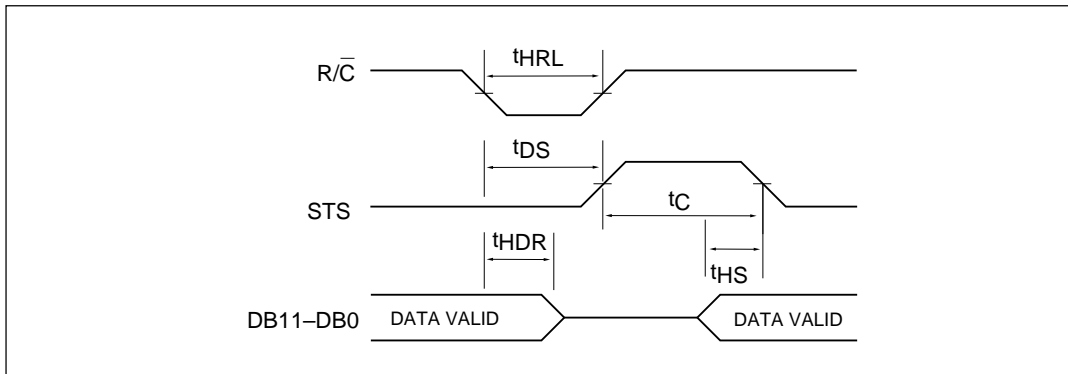 tHRL
R/C̅
tDS
STS
tC
tHDR
tHS
DB11–DB0 DATA VALID DATA VALID